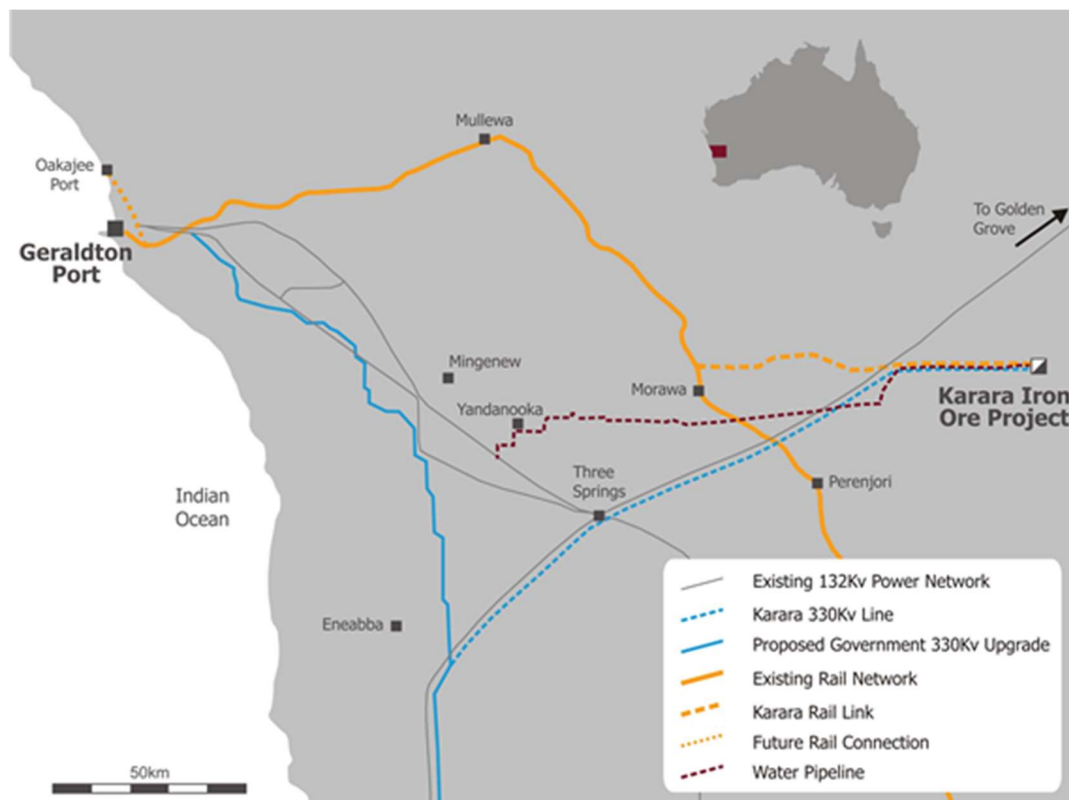 Mullewa
Oakajee
Port
To Golden
Grove
Geraldton
Port
Mingenew
Morawa
Karara Iron
Ore Project
Yandanooka
Three
Springs
Perenjori
Indian
Ocean
Eneabba
Existing 132Kv Power Network
Karara 330Kv Line
Proposed Government 330Kv Upgrade
Existing Rail Network
Karara Rail Link
Future Rail Connection
Water Pipeline
50km